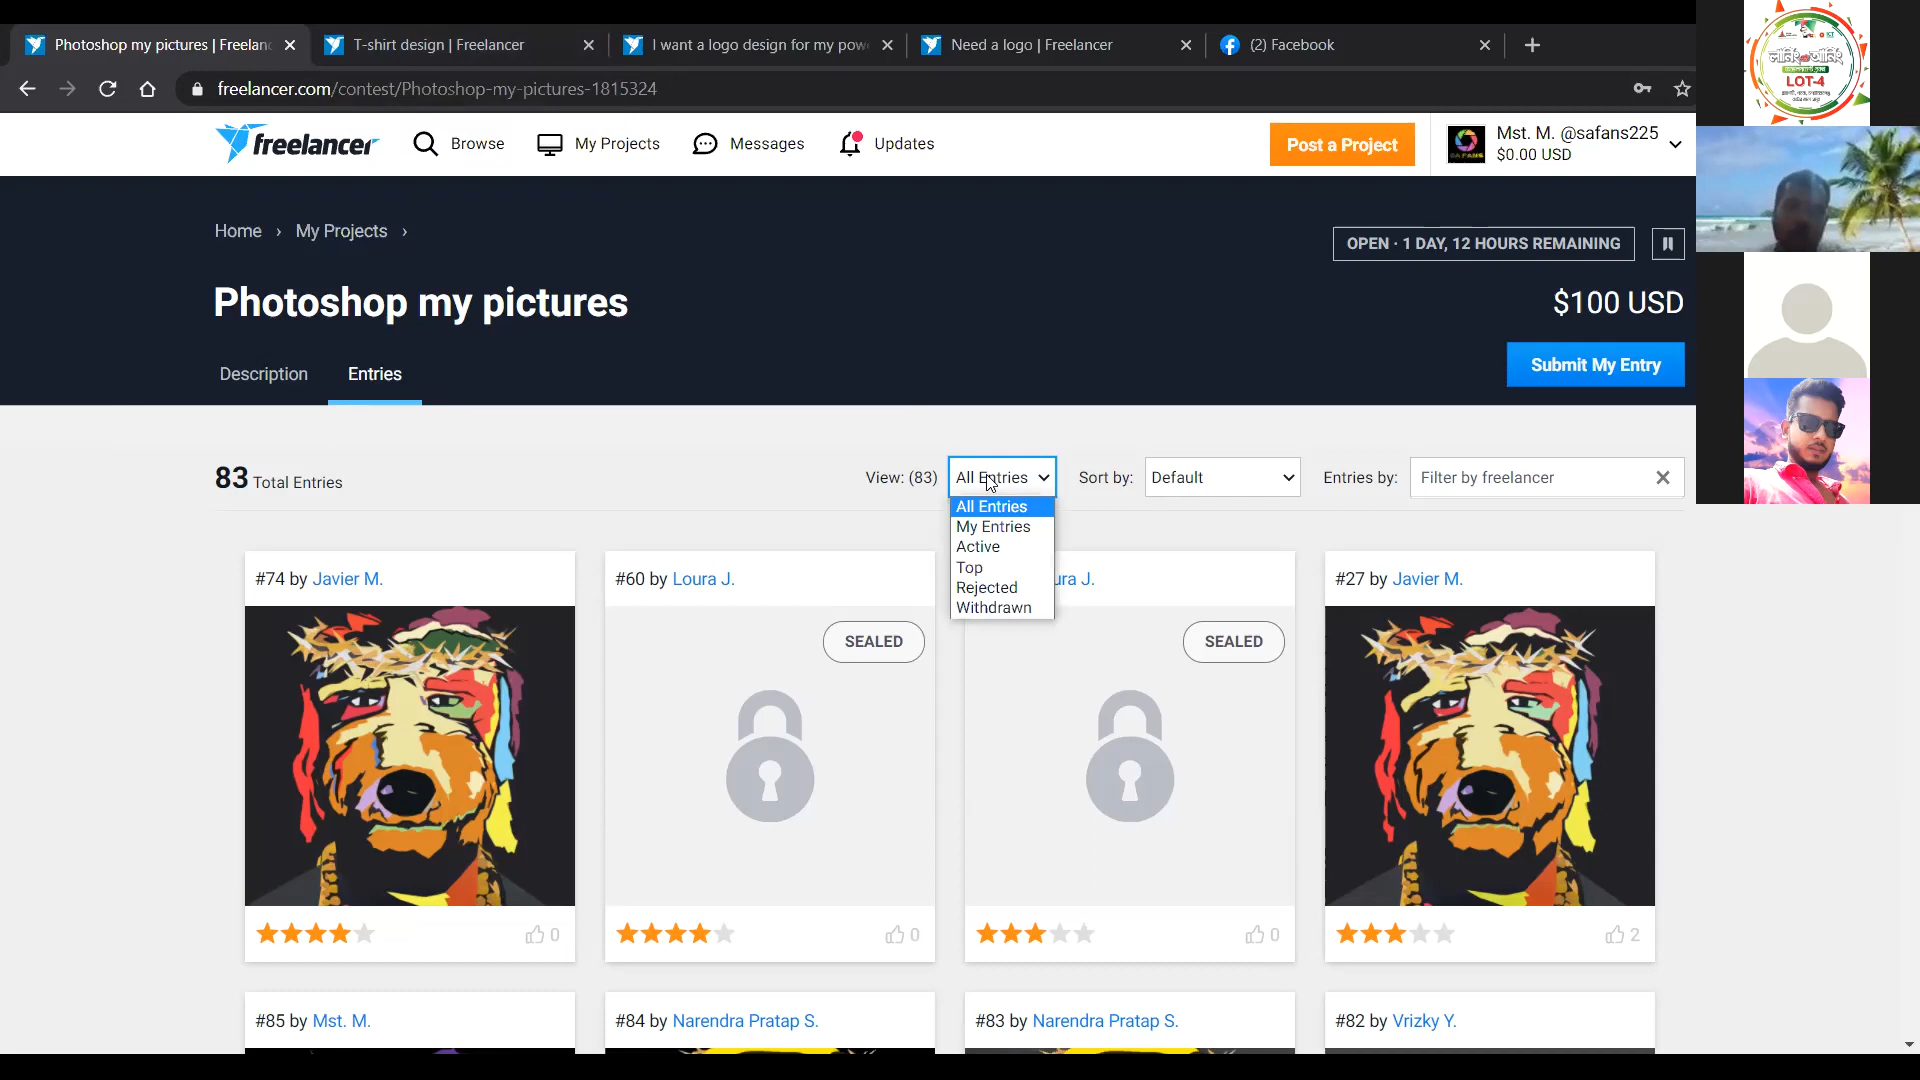 Photoshop my pictures | Freelanc
T-shirt design | Freelancer
I want a logo design for my pow
Need a logo | Freelancer
(2) Facebook
freelancer.com/contest/Photoshop-my-pictures-1815324
freelancer
Browse
My Projects
Messages
Updates
Post a Project
Mst. M. @safans225
$0.00 USD
Home › My Projects ›
OPEN · 1 DAY, 12 HOURS REMAINING
Photoshop my pictures
$100 USD
Description
Entries
Submit My Entry
83 Total Entries
View: (83)
All Entries
Sort by:
Default
Entries by:
Filter by freelancer
All Entries
My Entries
Active
Top
Rejected
Withdrawn
#74 by Javier M.
#60 by Loura J.
ura J.
#27 by Javier M.
SEALED
SEALED
0
0
0
2
#85 by Mst. M.
#84 by Narendra Pratap S.
#83 by Narendra Pratap S.
#82 by Vrizky Y.
লার্নিং
আর্নিং
LOT-4